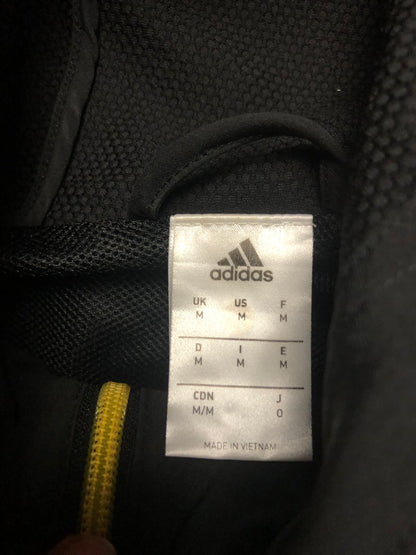 adidas
UK US F
M M M
D I E
M M M
CDN J
M/M O
MADE IN VIETNAM